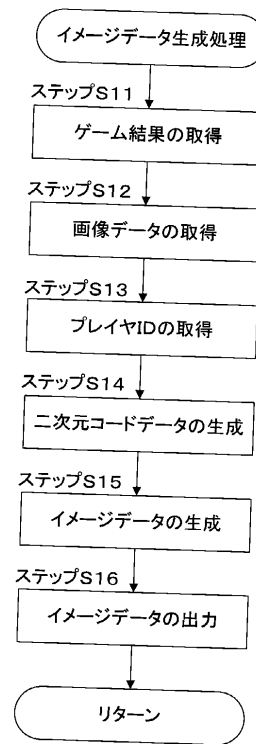 イメージデータ生成処理
ステップS11
ゲーム結果の取得
ステップS12
画像データの取得
ステップS13
プレイヤIDの取得
ステップS14
二次元コードデータの生成
ステップS15
イメージデータの生成
ステップS16
イメージデータの出力
リターン